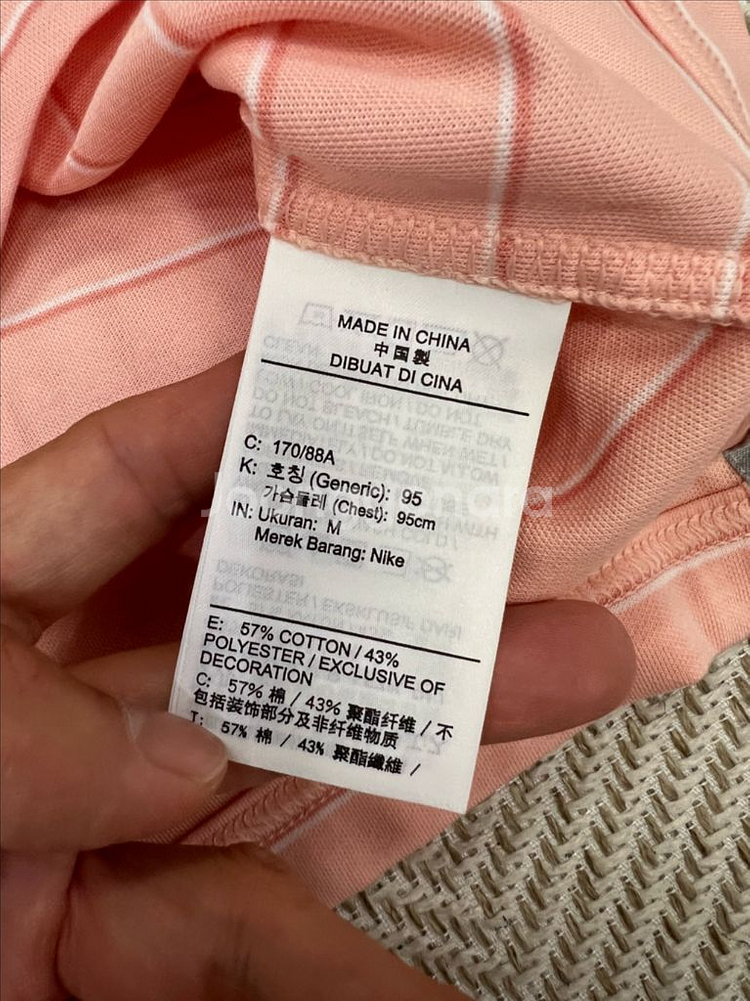 MADE IN CHINA
中国製
DIBUAT DI CINA
C: 170/88A
K: 호칭 (Generic): 95
가슴둘레 (Chest): 95cm
IN: Ukuran: M
Merek Barang: Nike
E: 57% COTTON / 43%
POLYESTER / EXCLUSIVE OF
DECORATION
C: 57% 棉 / 43% 聚酯纤维 / 不
包括装饰部分及非纤维物质
T: 57% 棉 / 43% 聚酯纖維 /